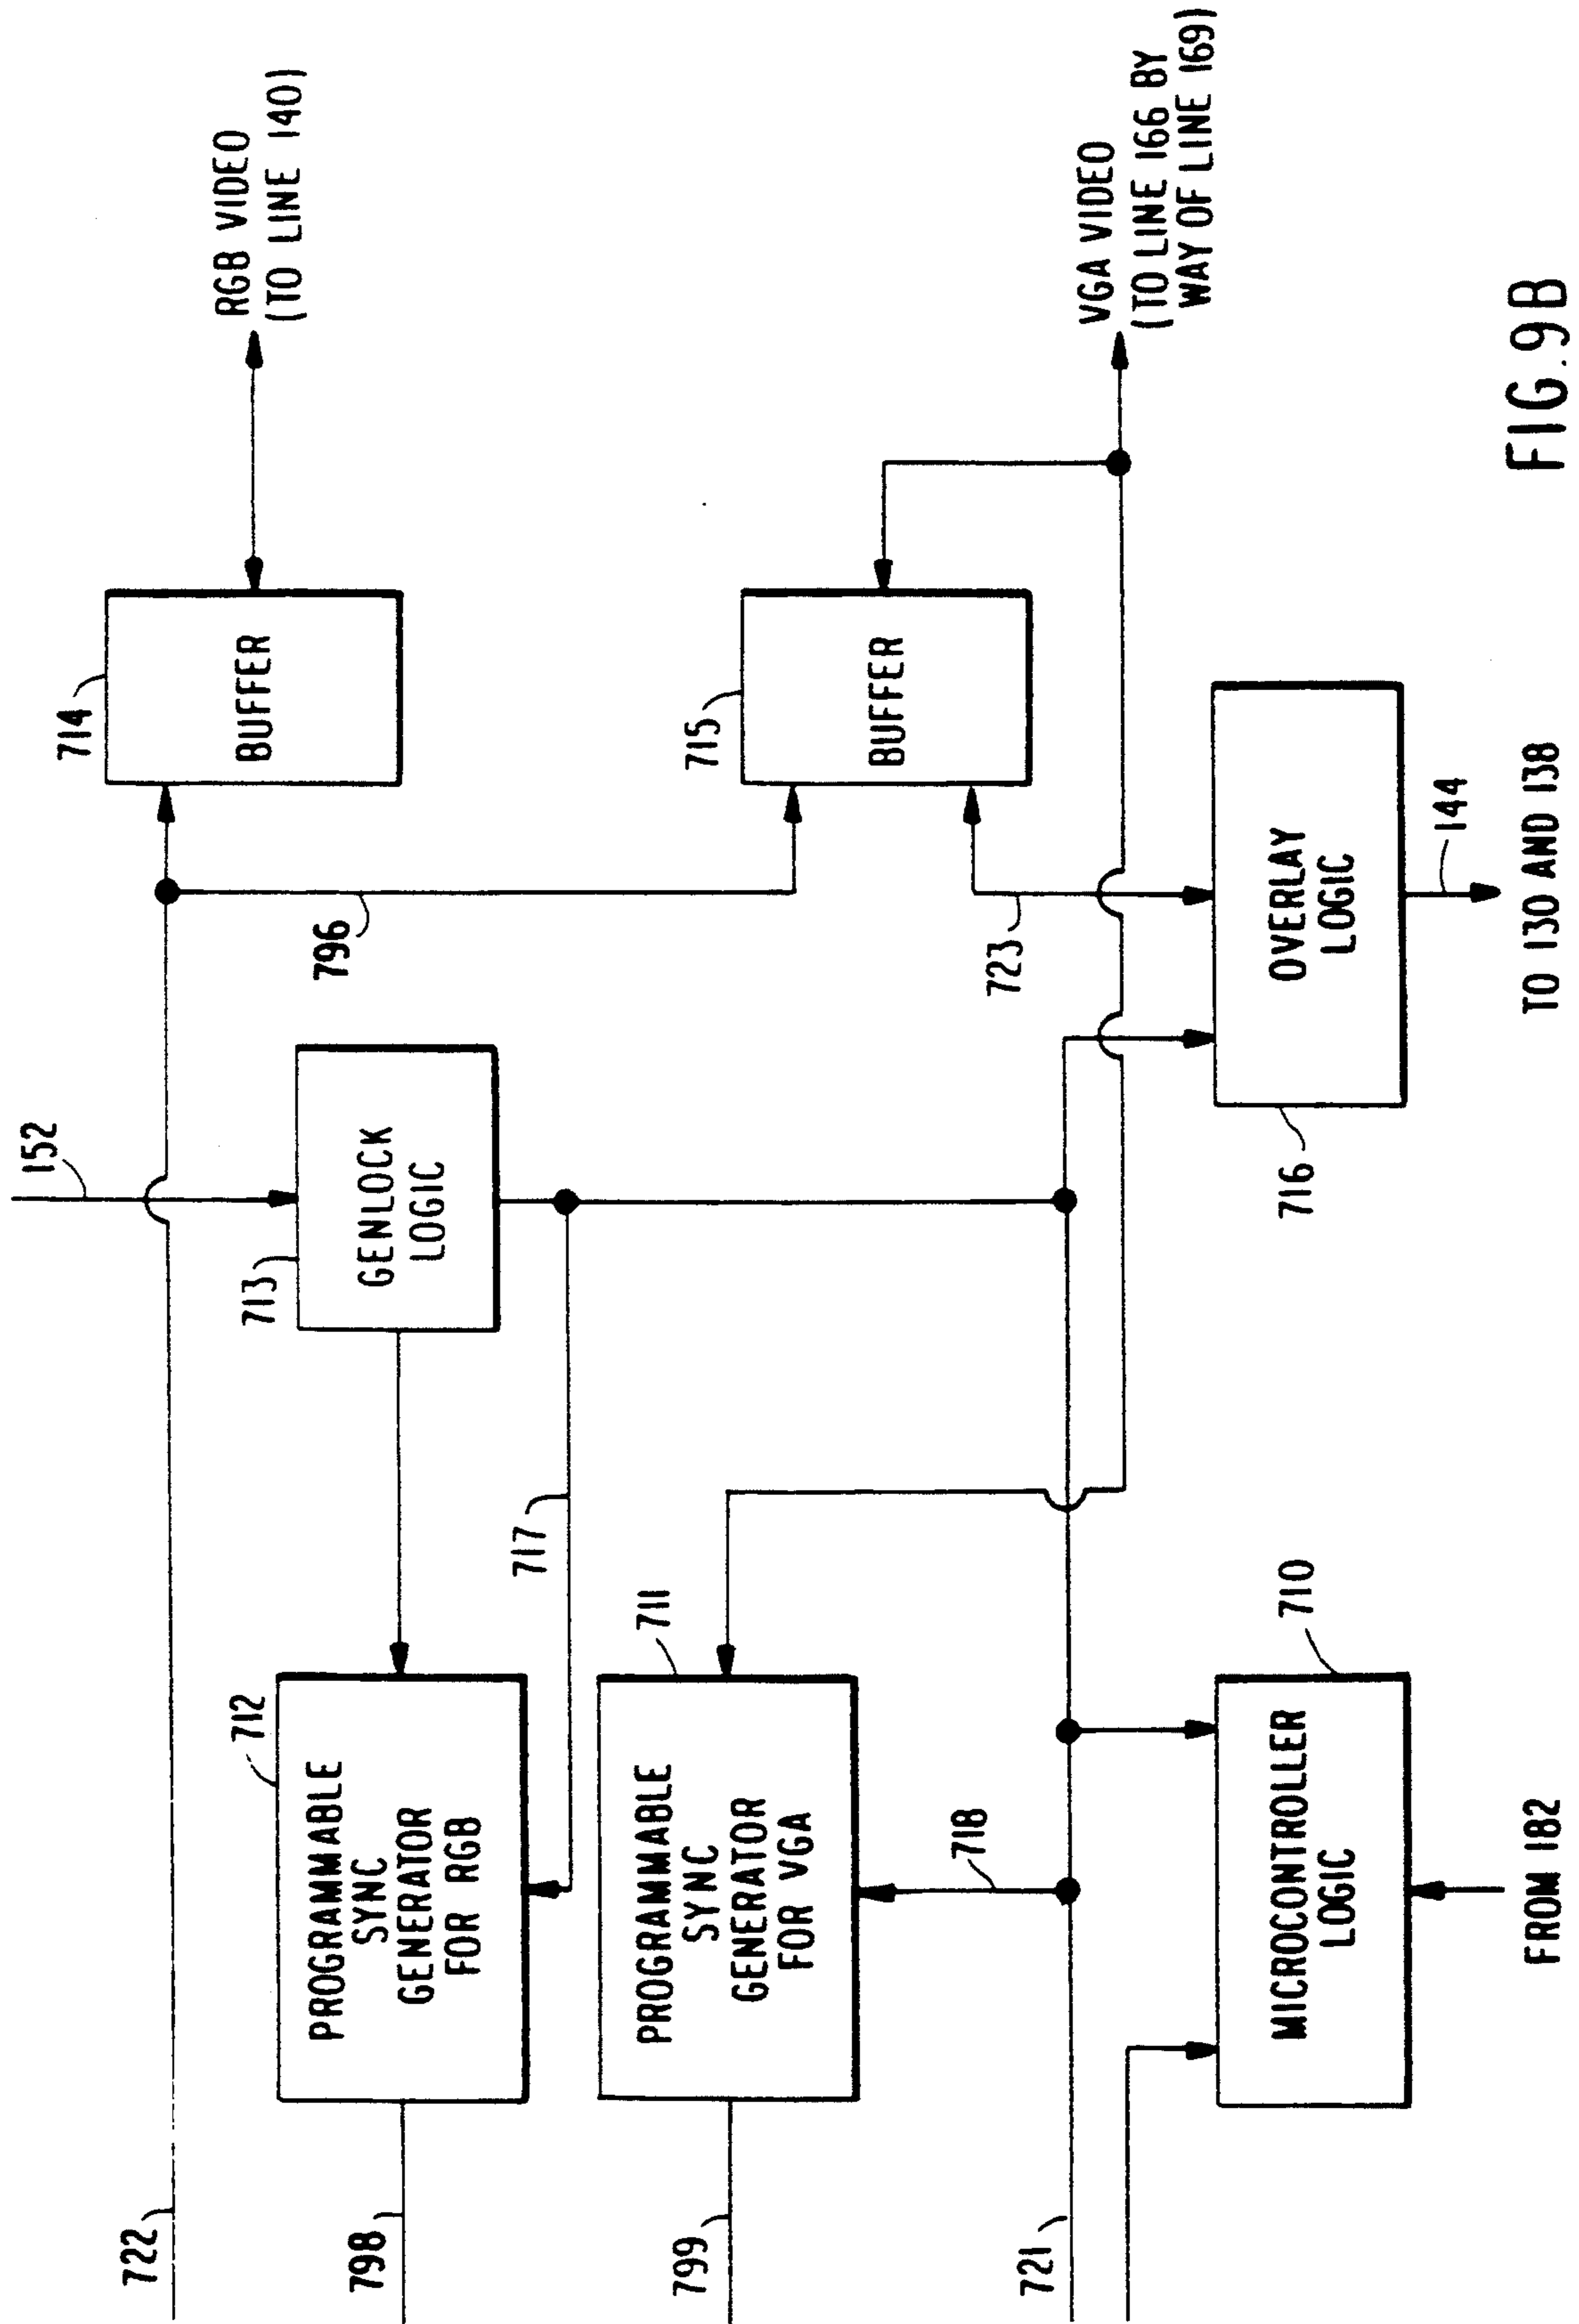 722
152
RGB VIDEO
(TO LINE 140)
714
BUFFER
796
713
GENLOCK
LOGIC
712
PROGRAMMABLE
SYNC
GENERATOR
FOR RGB
798
717
711
PROGRAMMABLE
SYNC
GENERATOR
FOR VGA
799
715
BUFFER
723
718
721
VGA VIDEO
(TO LINE 166 BY
WAY OF LINE 169)
710
MICROCONTROLLER
LOGIC
FROM 182
716
OVERLAY
LOGIC
144
TO 130 AND 138
FIG. 9B